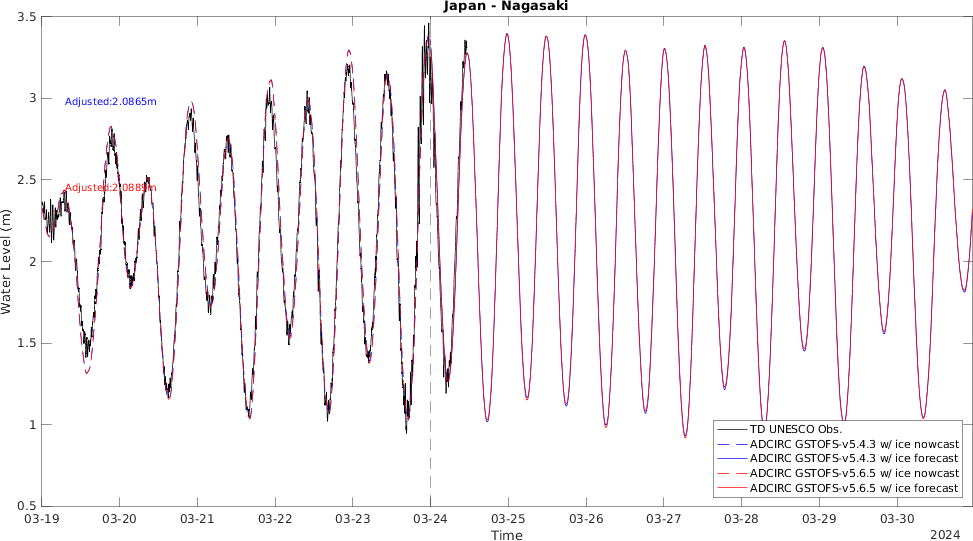 Japan - Nagasaki
3.5
3
2.5
2
1.5
1
0.5
Water Level (m)
Adjusted:2.0865m
Adjusted:2.0889m
TD UNESCO Obs.
ADCIRC GSTOFS-v5.4.3 w/ ice nowcast
ADCIRC GSTOFS-v5.4.3 w/ ice forecast
ADCIRC GSTOFS-v5.6.5 w/ ice nowcast
ADCIRC GSTOFS-v5.6.5 w/ ice forecast
03-19 03-20 03-21 03-22 03-23 03-24 03-25 03-26 03-27 03-28 03-29 03-30
Time
2024